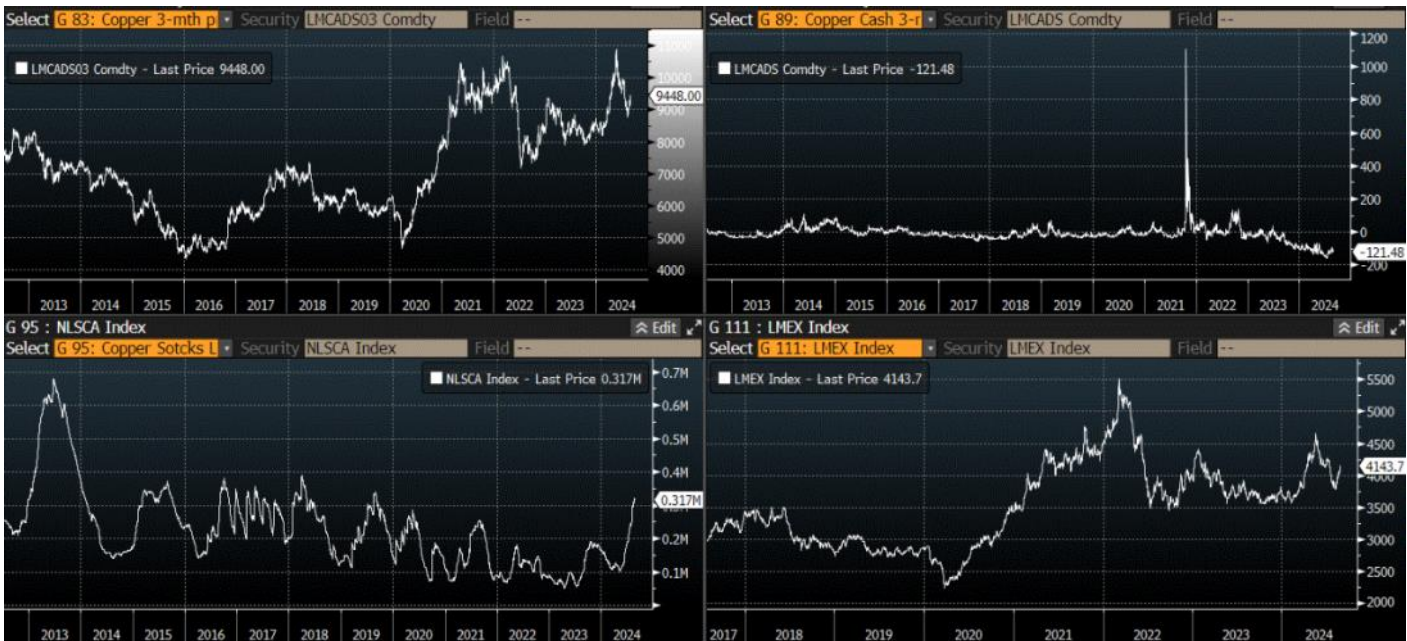 Select G 83: Copper 3-mth p Security LMCADS03 Comdty Field --
LMCADS03 Comdty - Last Price 9448.00
11000
10000
9448.00
9000
8000
7000
6000
5000
4000
2013 2014 2015 2016 2017 2018 2019 2020 2021 2022 2023 2024
Select G 89: Copper Cash 3-r Security LMCADS Comdty Field --
LMCADS Comdty - Last Price -121.48
1200
1000
800
600
400
200
0
-121.48
-200
2013 2014 2015 2016 2017 2018 2019 2020 2021 2022 2023 2024
G 95 : NLSCA Index Edit
Select G 95: Copper Sotcks L Security NLSCA Index Field --
NLSCA Index - Last Price 0.317M
0.7M
0.6M
0.5M
0.4M
0.317M
0.2M
0.1M
2013 2014 2015 2016 2017 2018 2019 2020 2021 2022 2023 2024
G 111 : LMEX Index Edit
Select G 111: LMEX Index Security LMEX Index Field --
LMEX Index - Last Price 4143.7
5500
5000
4500
4143.7
3500
3000
2500
2000
2017 2018 2019 2020 2021 2022 2023 2024